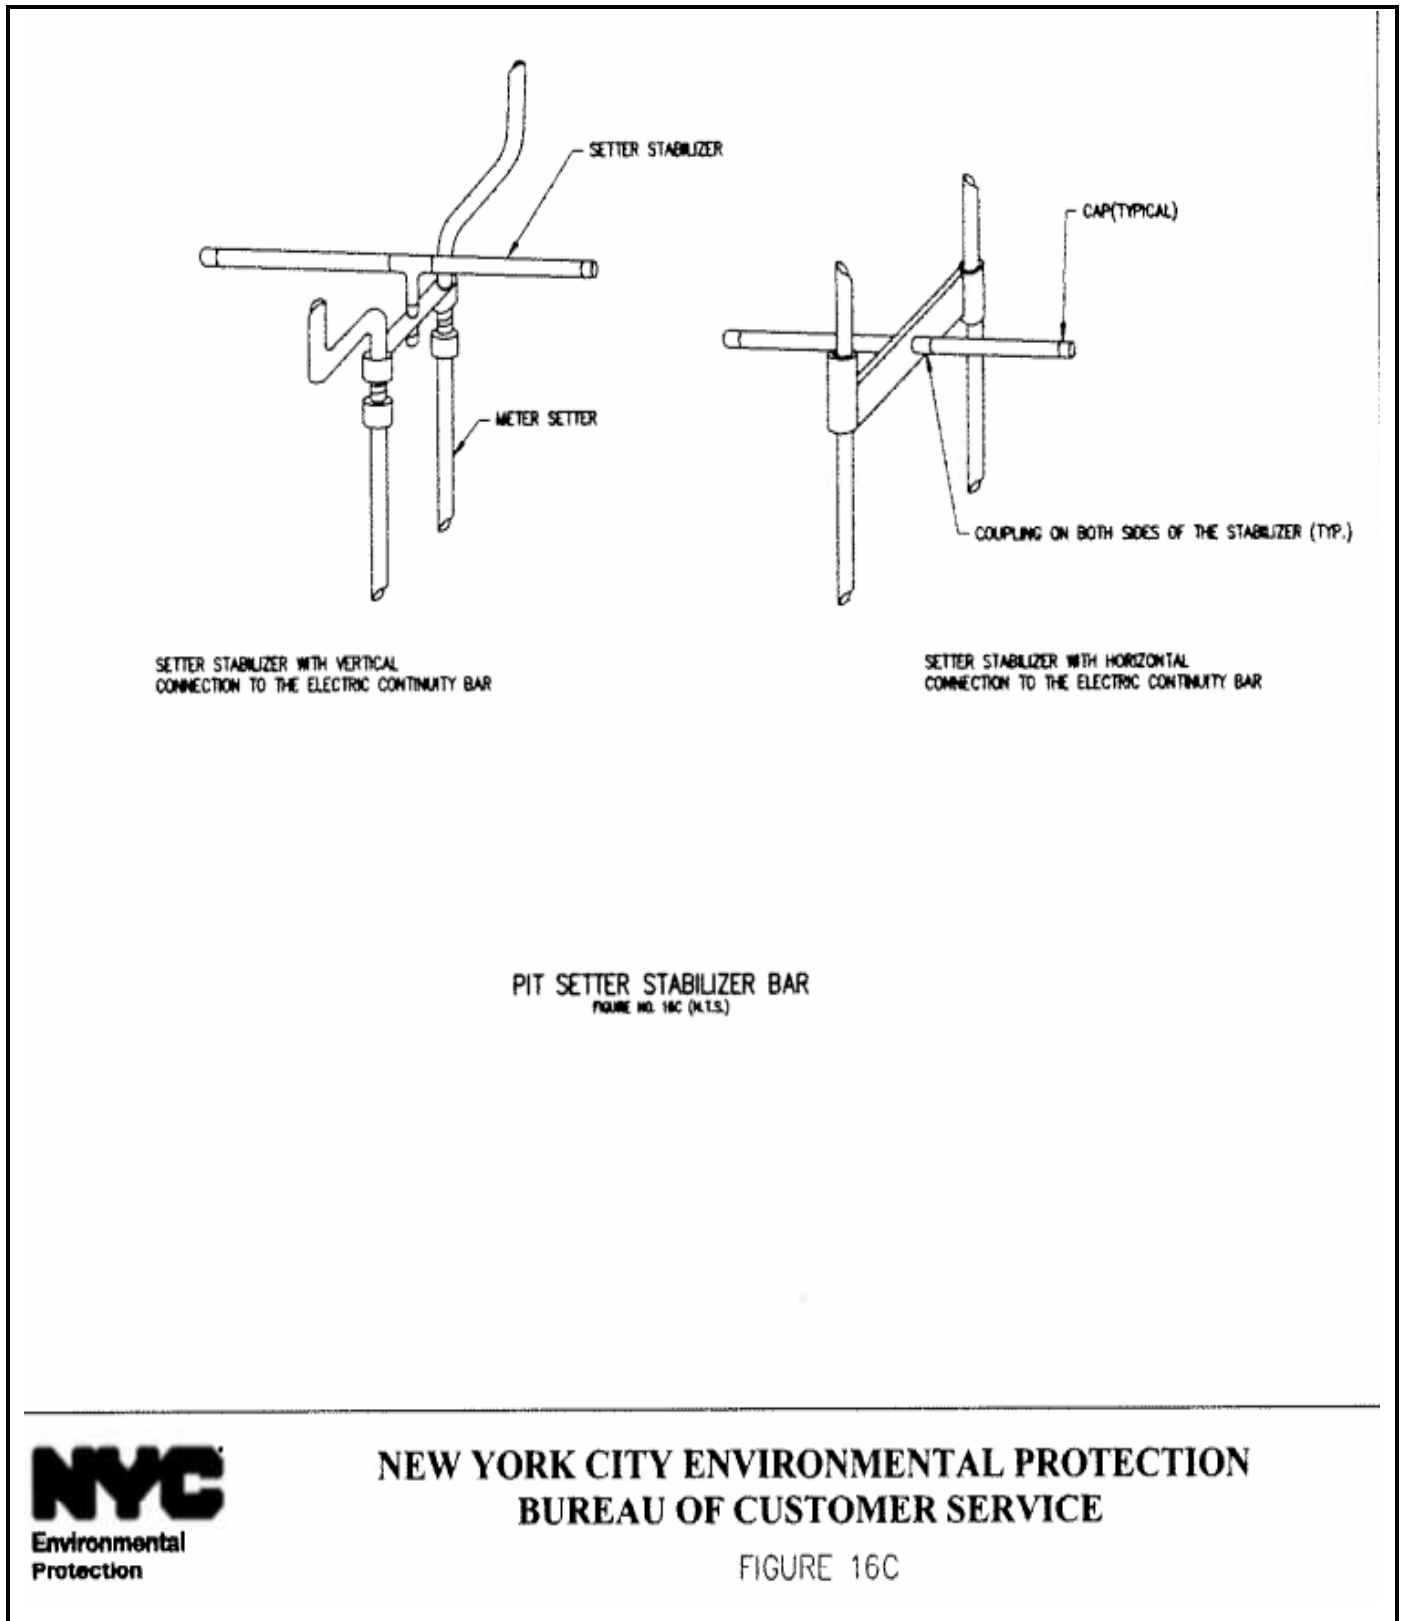 SETTER STABILIZER
CAP(TYPICAL)
METER SETTER
COUPLING ON BOTH SIDES OF THE STABILIZER (TYP.)
SETTER STABILIZER WITH VERTICAL
CONNECTION TO THE ELECTRIC CONTINUITY BAR
SETTER STABILIZER WITH HORIZONTAL
CONNECTION TO THE ELECTRIC CONTINUITY BAR
PIT SETTER STABILIZER BAR
FIGURE NO. 16C (N.T.S.)
NYC
Environmental
Protection
NEW YORK CITY ENVIRONMENTAL PROTECTION
BUREAU OF CUSTOMER SERVICE
FIGURE 16C